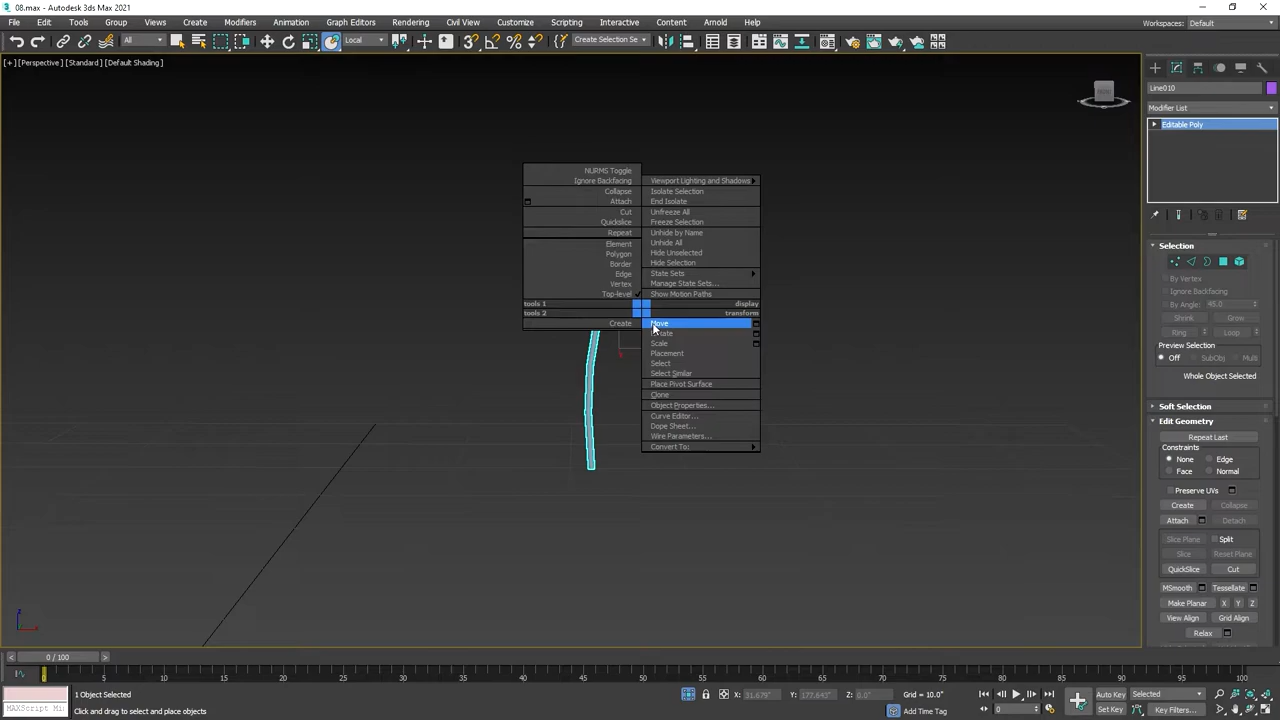 08.max - Autodesk 3ds Max 2021
File Edit Tools Group Views Create Modifiers Animation Graph Editors Rendering Civil View Customize Scripting Interactive Content Arnold Help
Workspaces: Default
All Local Create Selection Se
[+] [Perspective] [Standard] [Default Shading]
Line010
Modifier List
Editable Poly
NURMS Toggle
Ignore Backfacing
Collapse
Attach
Cut
Quickslice
Repeat
Element
Polygon
Border
Edge
Vertex
Top-level
tools 1
tools 2
Create
Viewport Lighting and Shadows
Isolate Selection
End Isolate
Unfreeze All
Freeze Selection
Unhide by Name
Unhide All
Hide Unselected
Hide Selection
State Sets
Manage State Sets...
Show Motion Paths
display
transform
Move
Scale
Placement
Select
Select Similar
Place Pivot Surface
Clone
Object Properties...
Curve Editor...
Dope Sheet...
Wire Parameters...
Convert To:
Selection
By Vertex
Ignore Backfacing
By Angle: 45.0
Shrink Grow
Ring Loop
Preview Selection
Off SubObj Multi
Whole Object Selected
Soft Selection
Edit Geometry
Repeat Last
Constraints
None Edge
Face Normal
Preserve UVs
Create Collapse
Attach Detach
Slice Plane Split
Slice Reset Plane
QuickSlice Cut
MSmooth Tessellate
Make Planar X Y Z
View Align Grid Align
Relax
z
< 0 / 100 >
0 5 10 15 20 25 30 35 40 45 50 55 60 65 70 75 80 85 90 95 100
1 Object Selected
X: 31.679" Y: 177.643" Z: 0.0" Grid = 10.0"
Auto Key Selected
MAXScript Mi
Click and drag to select and place objects
Add Time Tag
0
Set Key Key Filters...